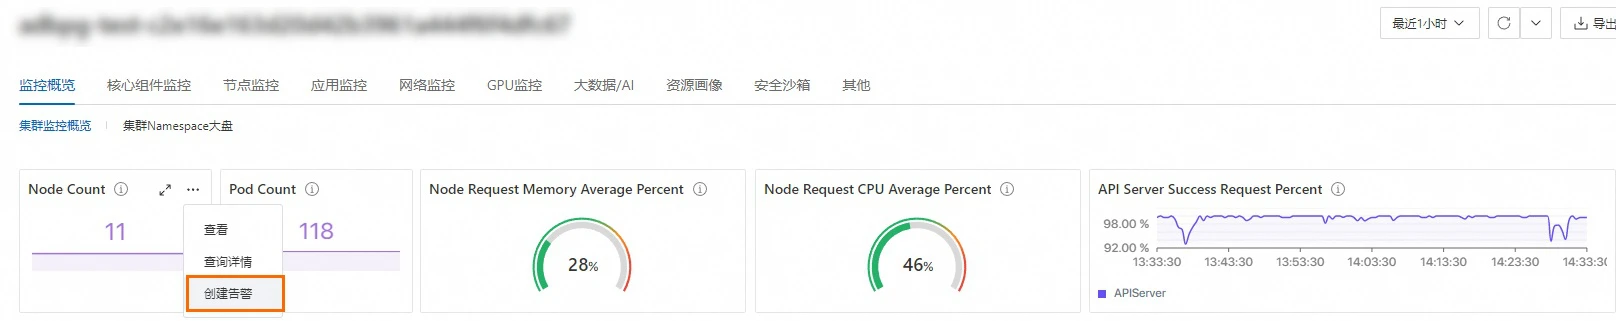 最近1小时
导出
监控概览 核心组件监控 节点监控 应用监控 网络监控 GPU监控 大数据/AI 资源画像 安全沙箱 其他
集群监控概览 集群Namespace大盘
Node Count
11
查看
查询详情
创建告警
Pod Count
118
Node Request Memory Average Percent
28%
Node Request CPU Average Percent
46%
API Server Success Request Percent
98.00 %
92.00 %
13:33:30 13:43:30 13:53:30 14:03:30 14:13:30 14:23:30 14:33:30
APIServer